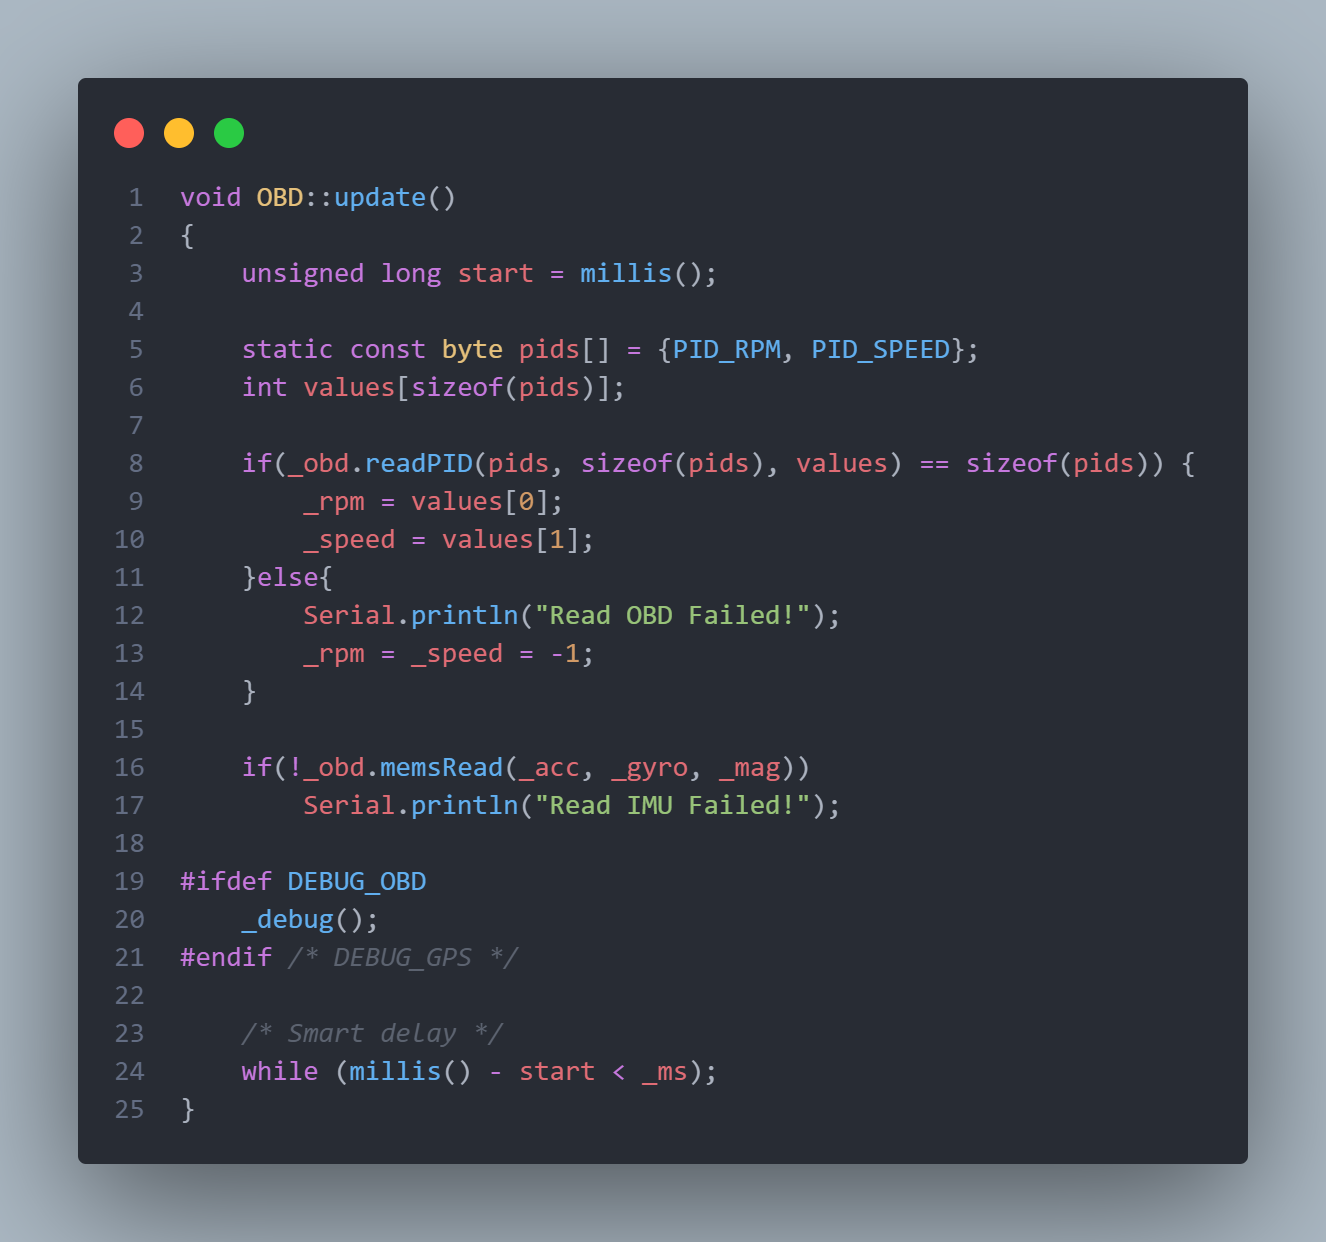 1 void OBD::update()
2 {
3     unsigned long start = millis();
4
5     static const byte pids[] = {PID_RPM, PID_SPEED};
6     int values[sizeof(pids)];
7
8     if(_obd.readPID(pids, sizeof(pids), values) == sizeof(pids)) {
9         _rpm = values[0];
10         _speed = values[1];
11     }else{
12         Serial.println("Read OBD Failed!");
13         _rpm = _speed = -1;
14     }
15
16     if(!_obd.memsRead(_acc, _gyro, _mag))
17         Serial.println("Read IMU Failed!");
18
19 #ifdef DEBUG_OBD
20     _debug();
21 #endif /* DEBUG_GPS */
22
23     /* Smart delay */
24     while (millis() - start < _ms);
25 }